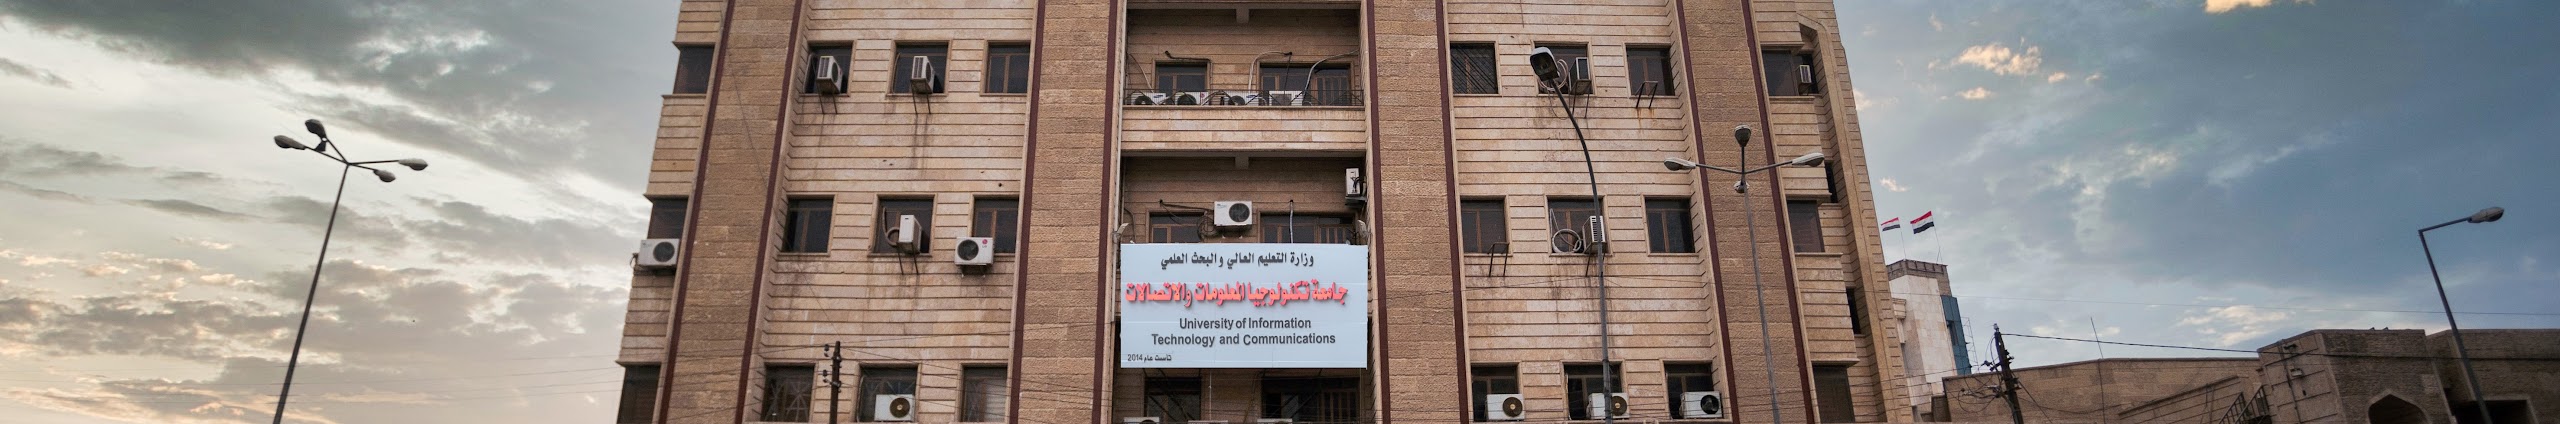 وزارة التعليم العالي والبحث العلمي
جامعة تكنولوجيا المعلومات والاتصالات
University of Information
Technology and Communications
تأسست عام 2014